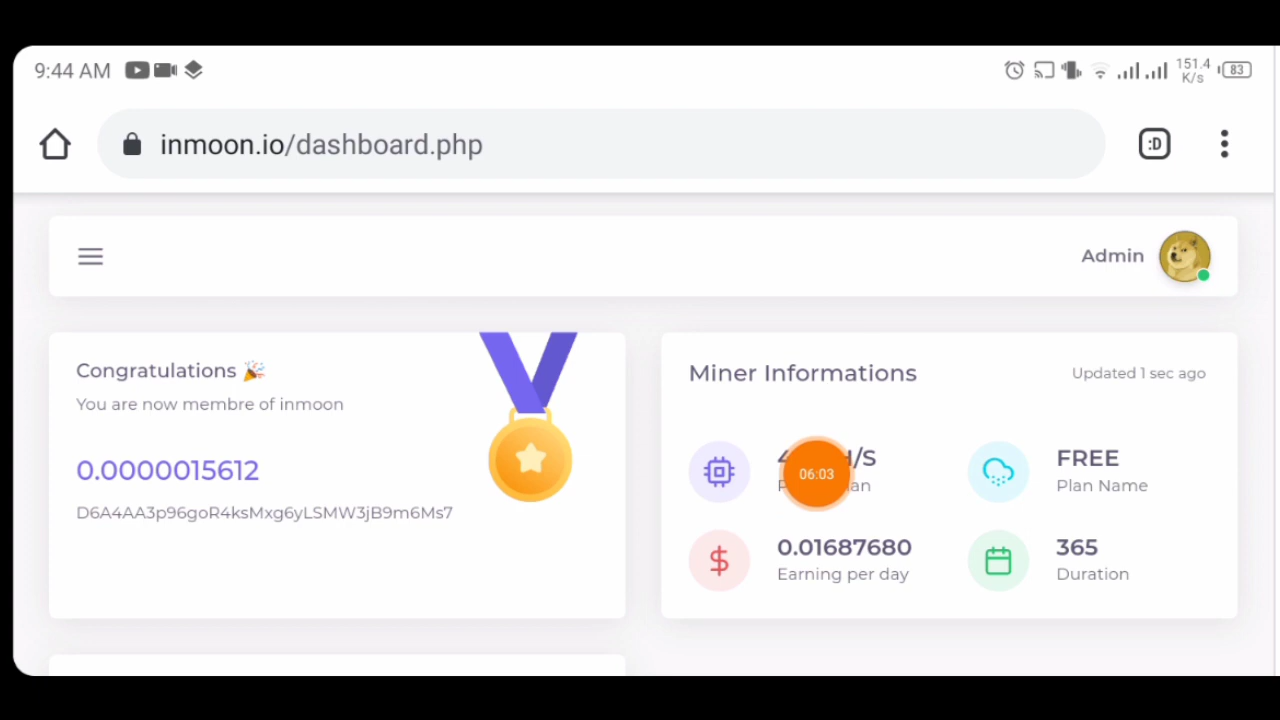 9:44 AM
151.4 K/s
83
inmoon.io/dashboard.php
:D
Admin
Congratulations 🎉
You are now membre of inmoon
0.0000015612
D6A4AA3p96goR4ksMxg6yLSMW3jB9m6Ms7
Miner Informations
Updated 1 sec ago
H/S
06:03
FREE
Plan Name
0.01687680
Earning per day
365
Duration